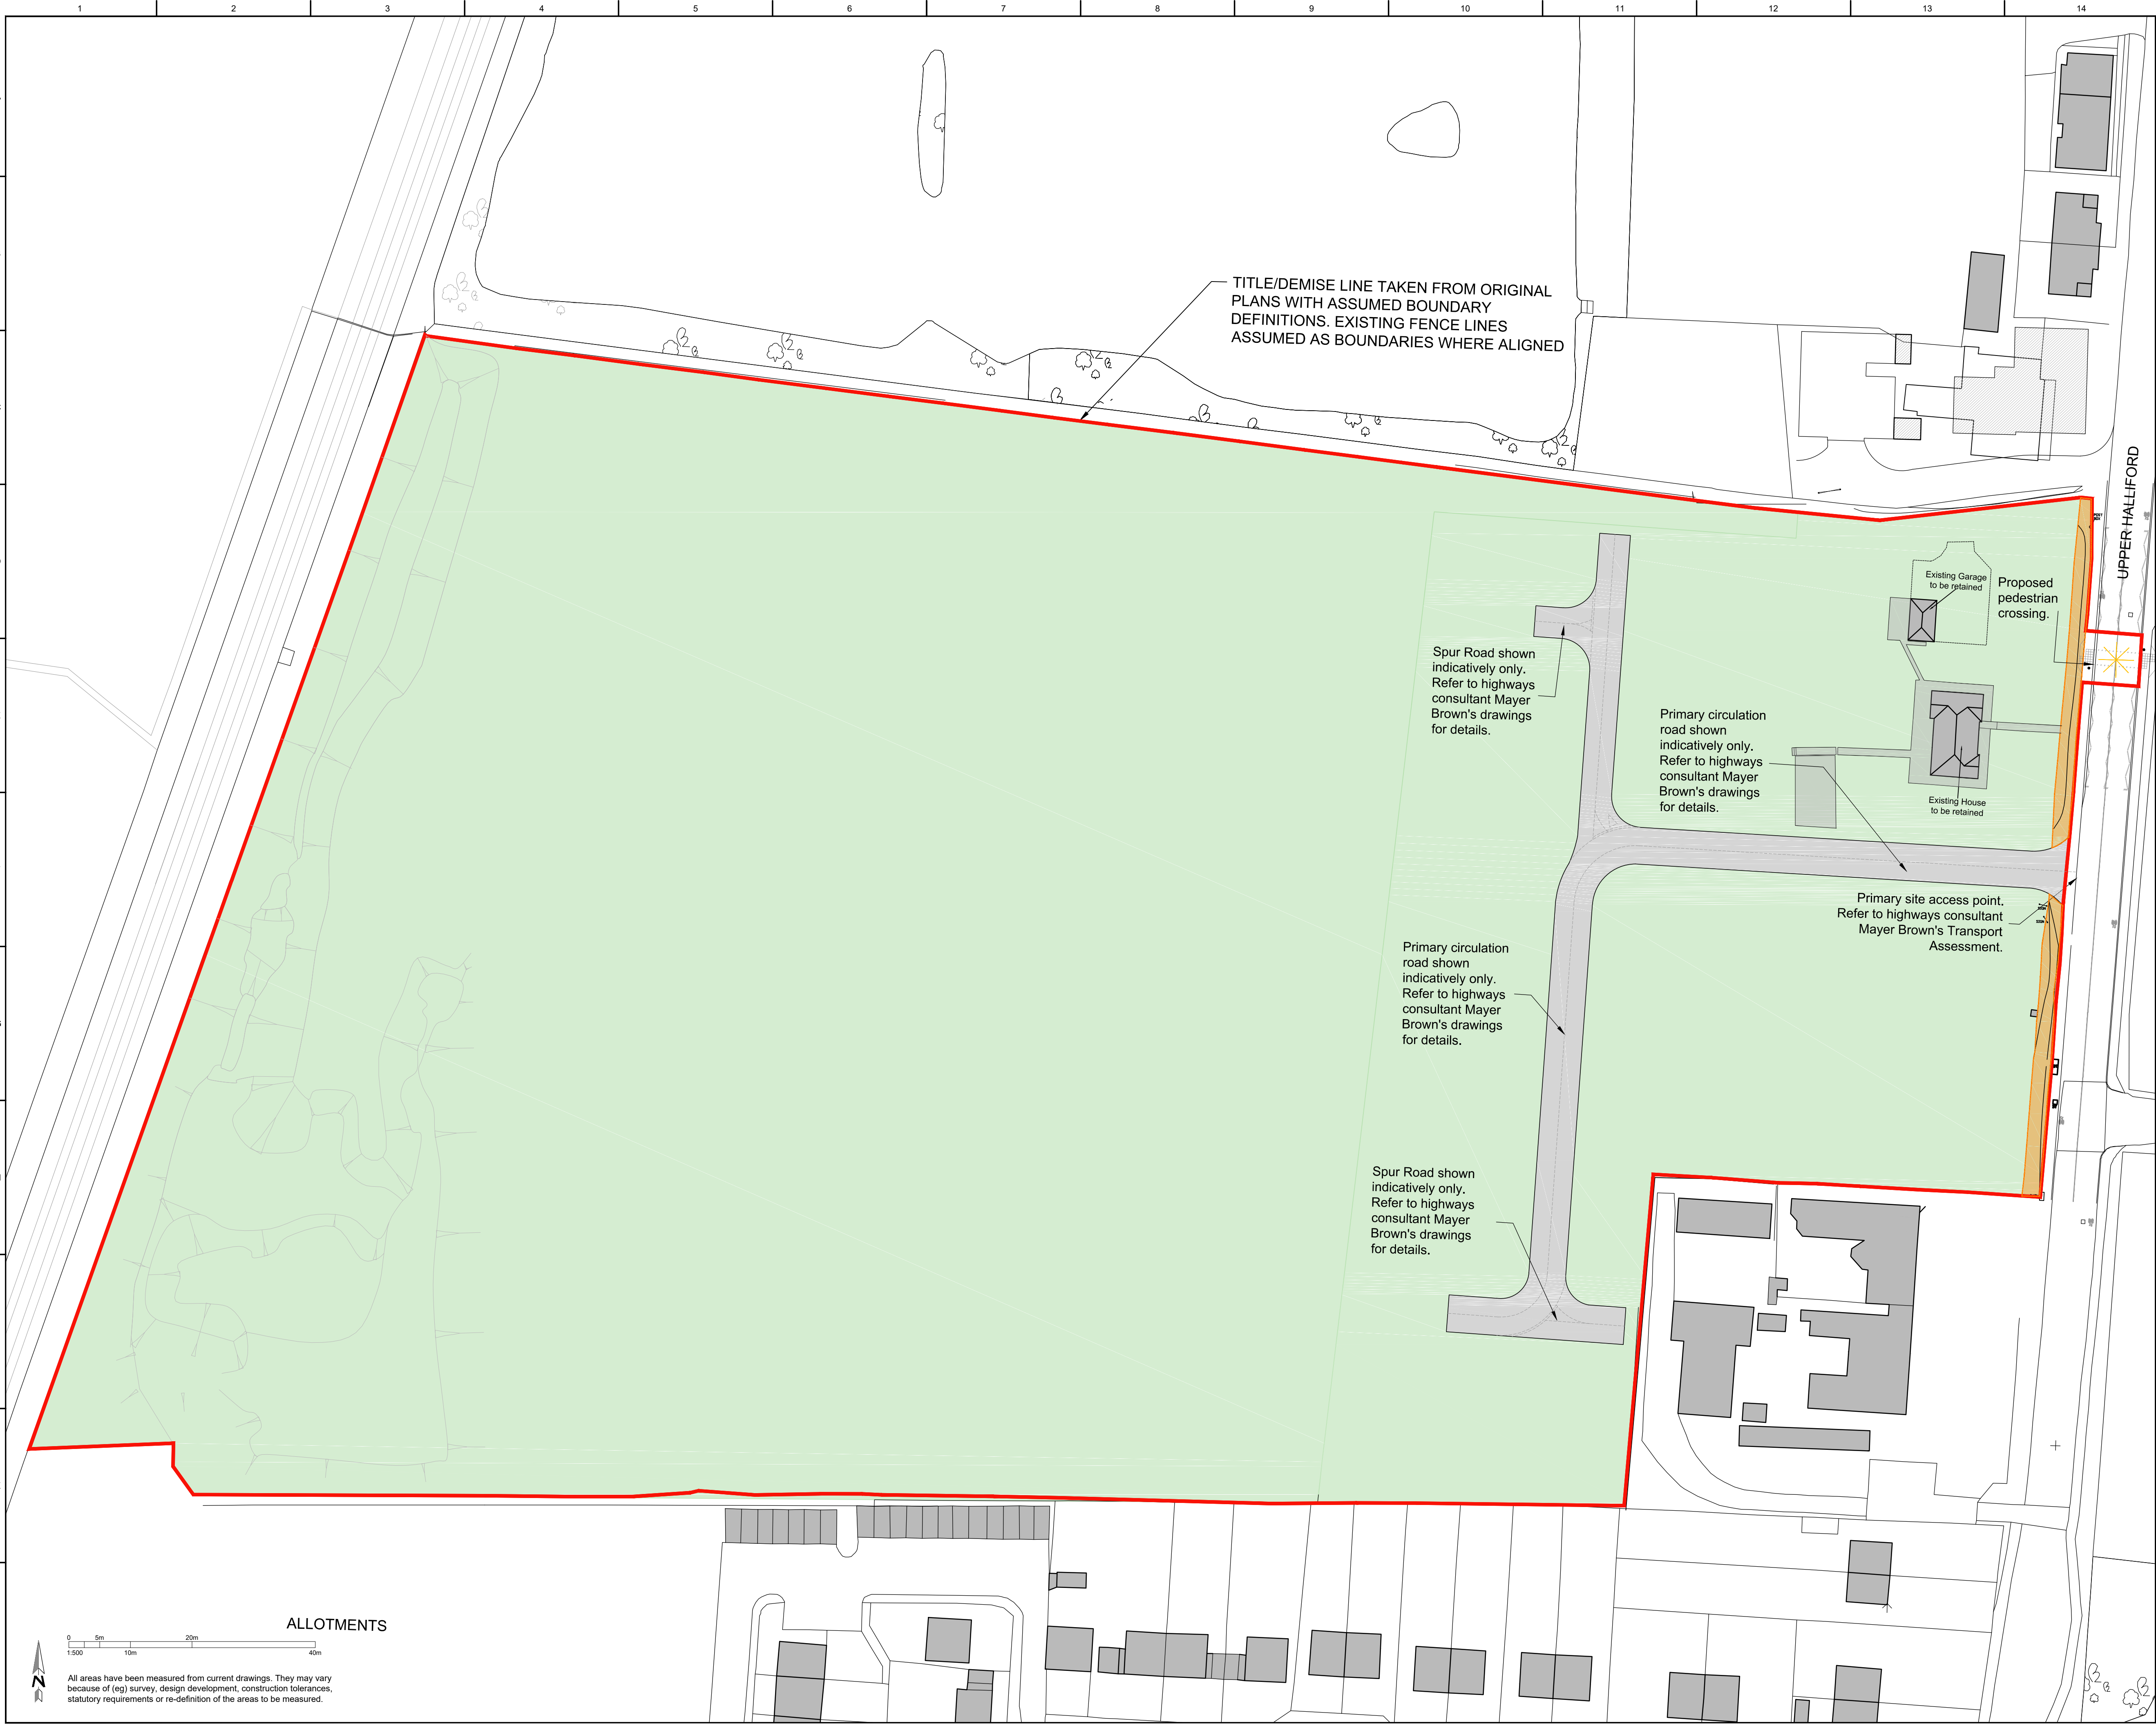 1 2 3 4 5 6 7 8 9 10 11 12 13 14
TITLE/DEMISE LINE TAKEN FROM ORIGINAL
PLANS WITH ASSUMED BOUNDARY
DEFINITIONS. EXISTING FENCE LINES
ASSUMED AS BOUNDARIES WHERE ALIGNED
UPPER HALLIFORD
Existing Garage
to be retained
Proposed
pedestrian
crossing.
Spur Road shown
indicatively only.
Refer to highways
consultant Mayer
Brown's drawings
for details.
Primary circulation
road shown
indicatively only.
Refer to highways
consultant Mayer
Brown's drawings
for details.
Existing House
to be retained
Primary site access point.
Refer to highways consultant
Mayer Brown's Transport
Assessment.
Primary circulation
road shown
indicatively only.
Refer to highways
consultant Mayer
Brown's drawings
for details.
Spur Road shown
indicatively only.
Refer to highways
consultant Mayer
Brown's drawings
for details.
ALLOTMENTS
0 5m 20m
1:500 10m 40m
N
All areas have been measured from current drawings. They may vary
because of (eg) survey, design development, construction tolerances,
statutory requirements or re-definition of the areas to be measured.